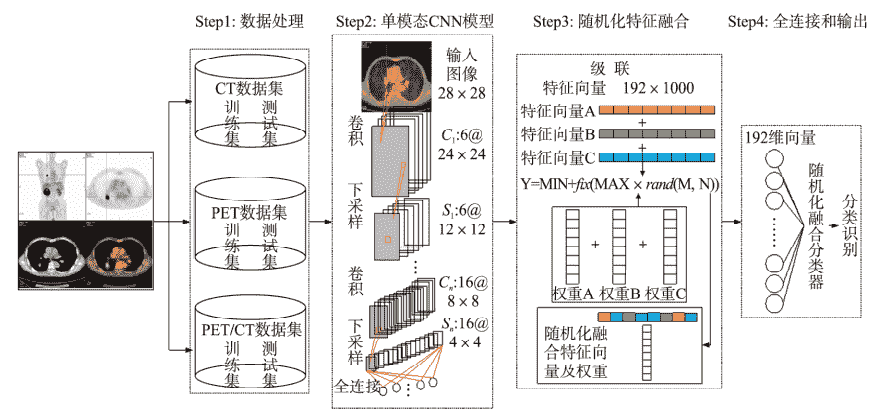 Step1: 数据处理
Step2: 单模态CNN模型
Step3: 随机化特征融合
Step4: 全连接和输出
CT数据集
训练集
测试集
PET数据集
训练集
测试集
PET/CT数据集
训练集
测试集
输入
图像
28×28
卷积
C₁:6@
24×24
下采样
S₁:6@
12×12
卷积
Cₙ:16@
8×8
下采样
Sₙ:16@
4×4
全连接
级 联
特征向量 192×1000
特征向量A
+
特征向量B
+
特征向量C
Y=MIN+fix(MAX×rand(M, N))
+ +
权重A 权重B 权重C
随机化融
合特征向
量及权重
192维向量
随机化融合分类器
分类识别